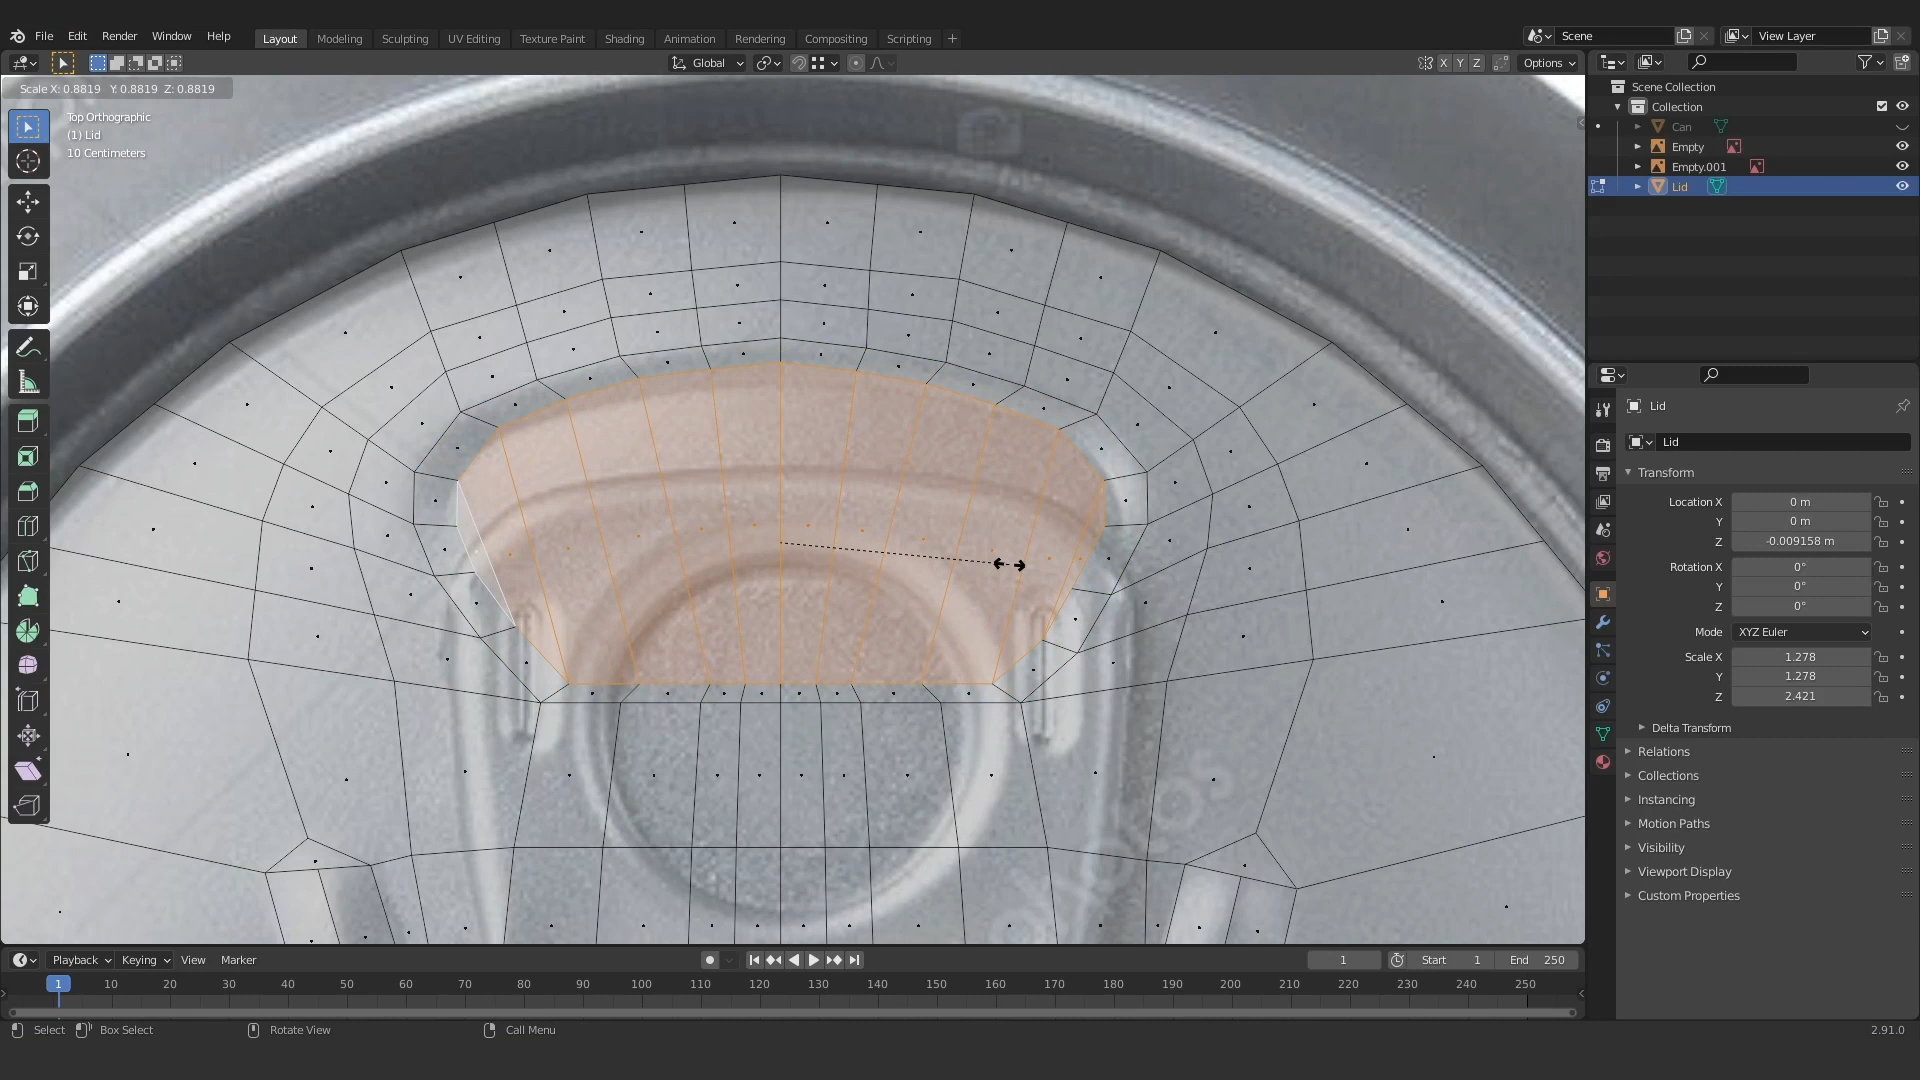 File Edit Render Window Help Layout Modeling Sculpting UV Editing Texture Paint Shading Animation Rendering Compositing Scripting + Scene View Layer
Global X Y Z Options
Scale X: 0.8819 Y: 0.8819 Z: 0.8819
Top Orthographic
(1) Lid
10 Centimeters
Scene Collection
Collection
Can
Empty
Empty.001
Lid
Lid
Lid
Transform
Location X 0 m
Y 0 m
Z -0.009158 m
Rotation X 0°
Y 0°
Z 0°
Mode XYZ Euler
Scale X 1.278
Y 1.278
Z 2.421
Delta Transform
Relations
Collections
Instancing
Motion Paths
Visibility
Viewport Display
Custom Properties
Playback Keying View Marker 1 Start 1 End 250
1 10 20 30 40 50 60 70 80 90 100 110 120 130 140 150 160 170 180 190 200 210 220 230 240 250
Select Box Select Rotate View Call Menu 2.91.0